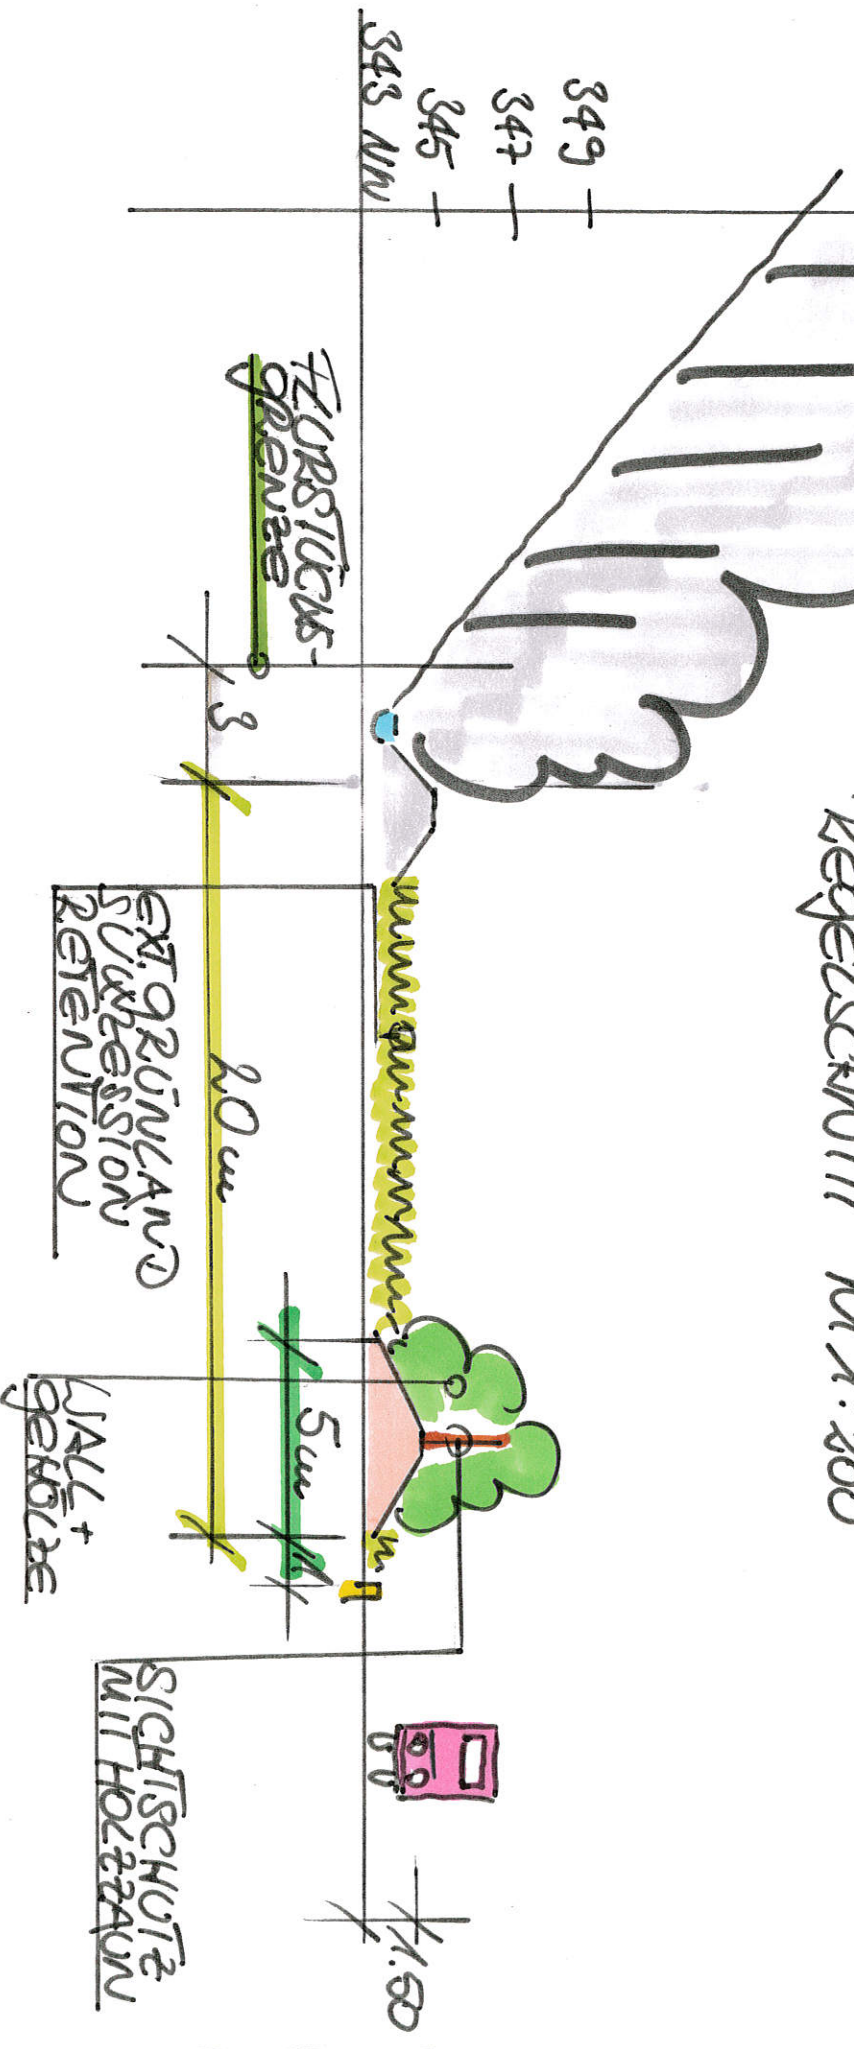 REGELSCHNITT M 1:200
349
347
345
343 NN
FLURSTÜCKS-
GRENZE
3
20 m
5 m
1
1.50
EXT. GRÜNLAND
SUKZESSION
RETENTION
WALL +
GEHÖLZE
SICHTSCHUTZ
MIT HOLZZAUN